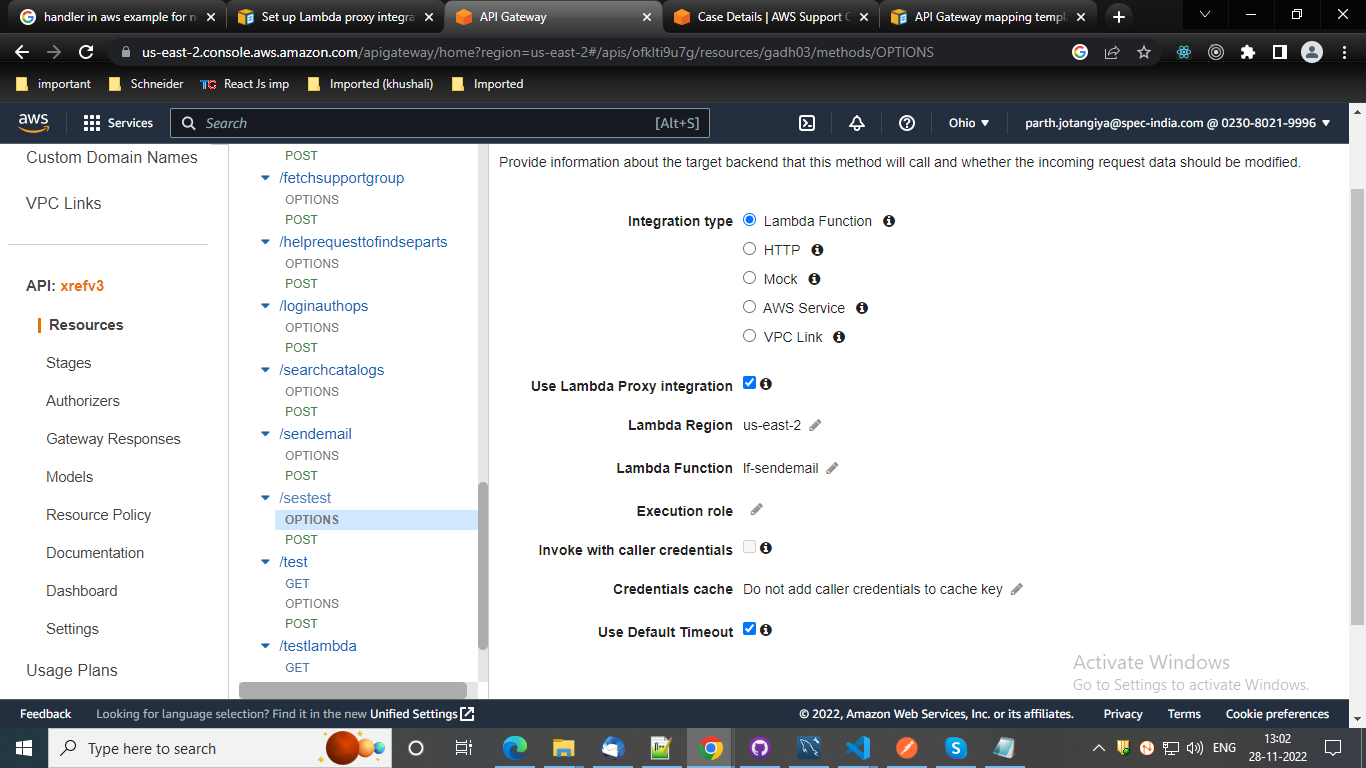 handler in aws example for n
Set up Lambda proxy integra
API Gateway
Case Details | AWS Support C
API Gateway mapping templ
us-east-2.console.aws.amazon.com/apigateway/home?region=us-east-2#/apis/ofklti9u7g/resources/gadh03/methods/OPTIONS
important
Schneider
TG React Js imp
Imported (khushali)
Imported
aws
Services
Search
[Alt+S]
Ohio
parth.jotangiya@spec-india.com @ 0230-8021-9996
Custom Domain Names
VPC Links
API: xrefv3
Resources
Stages
Authorizers
Gateway Responses
Models
Resource Policy
Documentation
Dashboard
Settings
Usage Plans
POST
/fetchsupportgroup
OPTIONS
POST
/helprequesttofindseparts
OPTIONS
POST
/loginauthops
OPTIONS
POST
/searchcatalogs
OPTIONS
POST
/sendemail
OPTIONS
POST
/sestest
OPTIONS
POST
/test
GET
OPTIONS
POST
/testlambda
GET
Provide information about the target backend that this method will call and whether the incoming request data should be modified.
Integration type
Lambda Function
HTTP
Mock
AWS Service
VPC Link
Use Lambda Proxy integration
Lambda Region us-east-2
Lambda Function lf-sendemail
Execution role
Invoke with caller credentials
Credentials cache Do not add caller credentials to cache key
Use Default Timeout
Activate Windows
Go to Settings to activate Windows.
Feedback
Looking for language selection? Find it in the new Unified Settings
© 2022, Amazon Web Services, Inc. or its affiliates.
Privacy
Terms
Cookie preferences
Type here to search
ENG
13:02
28-11-2022